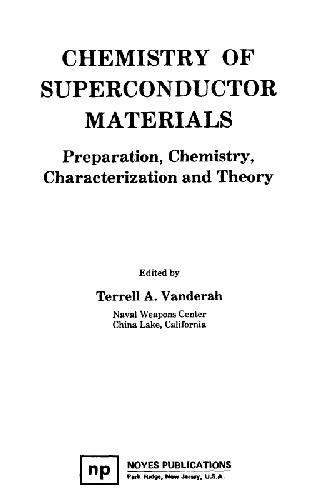 CHEMISTRY OF
SUPERCONDUCTOR
MATERIALS
Preparation, Chemistry,
Characterization and Theory
Edited by
Terrell A. Vanderah
Naval Weapons Center
China Lake, California
np
NOYES PUBLICATIONS
Park Ridge, New Jersey, U.S.A.